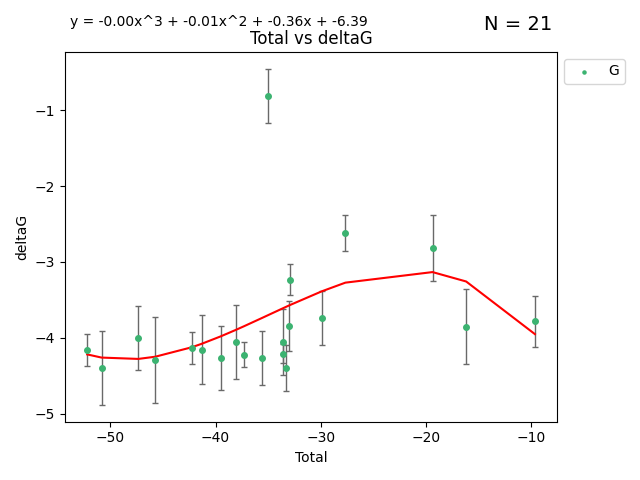 y = -0.00x^3 + -0.01x^2 + -0.36x + -6.39
N = 21
Total vs deltaG
G
−1
−2
−3
−4
−5
deltaG
−50 −40 −30 −20 −10
Total